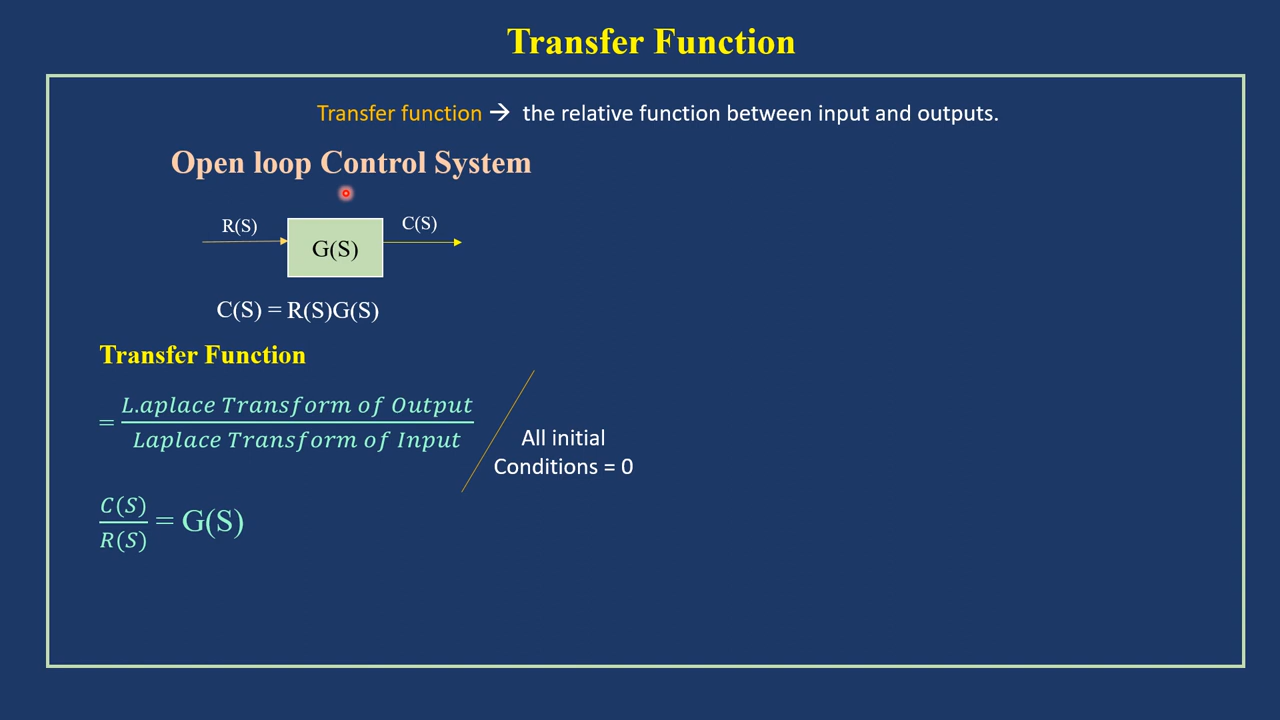 Transfer Function
Transfer function → the relative function between input and outputs.
Open loop Control System
R(S)
C(S)
G(S)
C(S) = R(S)G(S)
Transfer Function
= L.aplace Transform of Output
Laplace Transform of Input
All initial
Conditions = 0
C(S)
R(S)
= G(S)